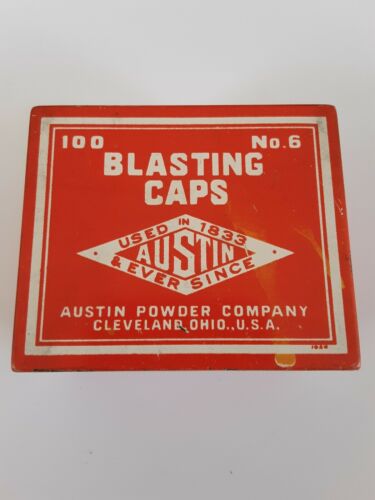 100 No.6
BLASTING
CAPS
USED IN 1833
AUSTIN
& EVER SINCE
AUSTIN POWDER COMPANY
CLEVELAND, OHIO., U.S.A.